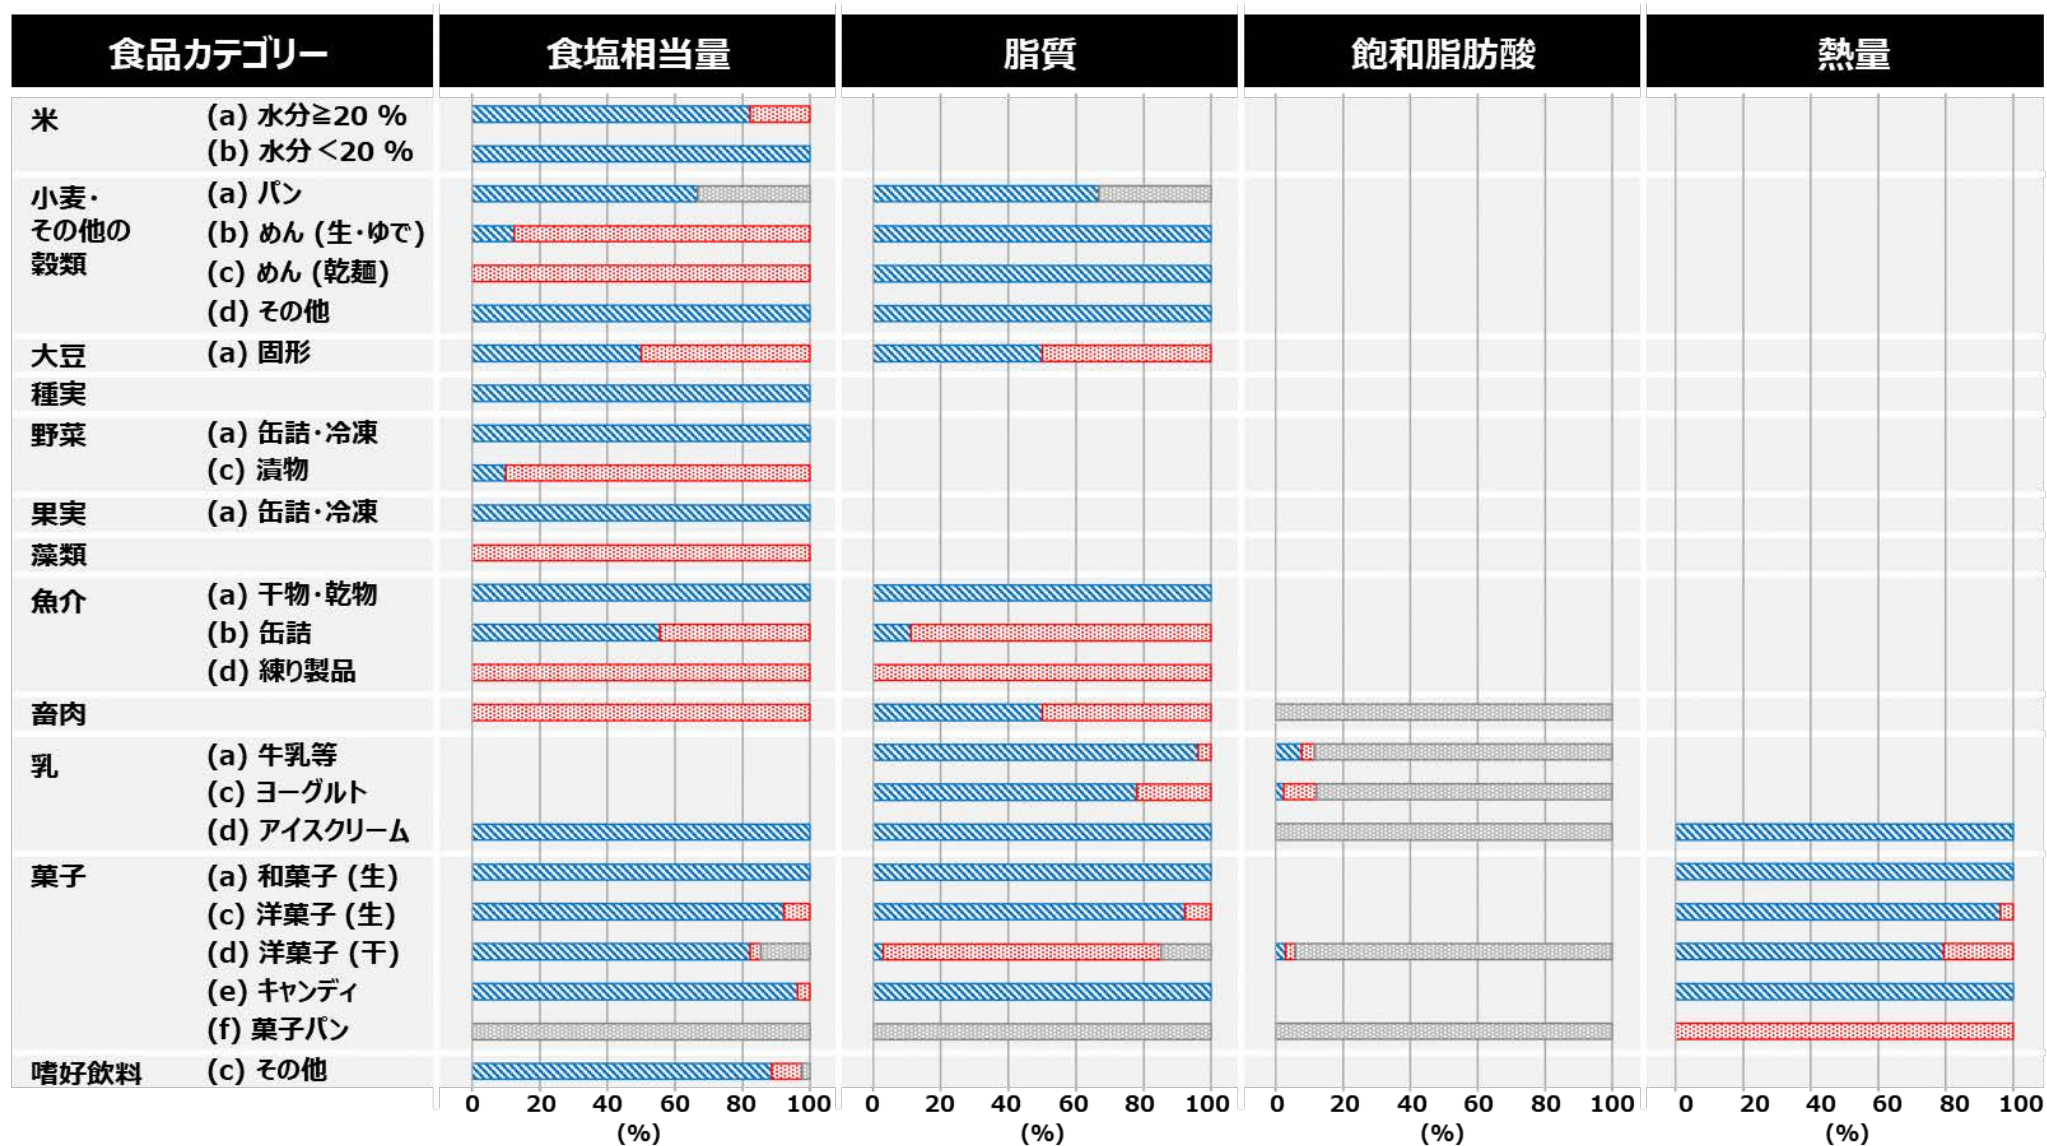 食品カテゴリー 食塩相当量 脂質 飽和脂肪酸 熱量
米 (a) 水分≧20 %
(b) 水分<20 %
小麦・その他の穀類 (a) パン
(b) めん (生・ゆで)
(c) めん (乾麺)
(d) その他
大豆 (a) 固形
種実
野菜 (a) 缶詰・冷凍
(c) 漬物
果実 (a) 缶詰・冷凍
藻類
魚介 (a) 干物・乾物
(b) 缶詰
(d) 練り製品
畜肉
乳 (a) 牛乳等
(c) ヨーグルト
(d) アイスクリーム
菓子 (a) 和菓子 (生)
(c) 洋菓子 (生)
(d) 洋菓子 (干)
(e) キャンディ
(f) 菓子パン
嗜好飲料 (c) その他
0 20 40 60 80 100 0 20 40 60 80 100 0 20 40 60 80 100 0 20 40 60 80 100
(%) (%) (%) (%)